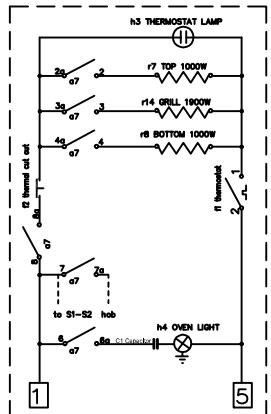 h3 THERMOSTAT LAMP
r7 TOP 1000W
2a 2
a7
r14 GRILL 1900W
3a 3
a7
r8 BOTTOM 1000W
4a 4
a7
f2 thermal cut out
1
f1 thermostat
2
8a
a7
8
7 7a
a7
to S1-S2 hob
h4 OVEN LIGHT
6 6a C1 Capacitor
a7
1 5